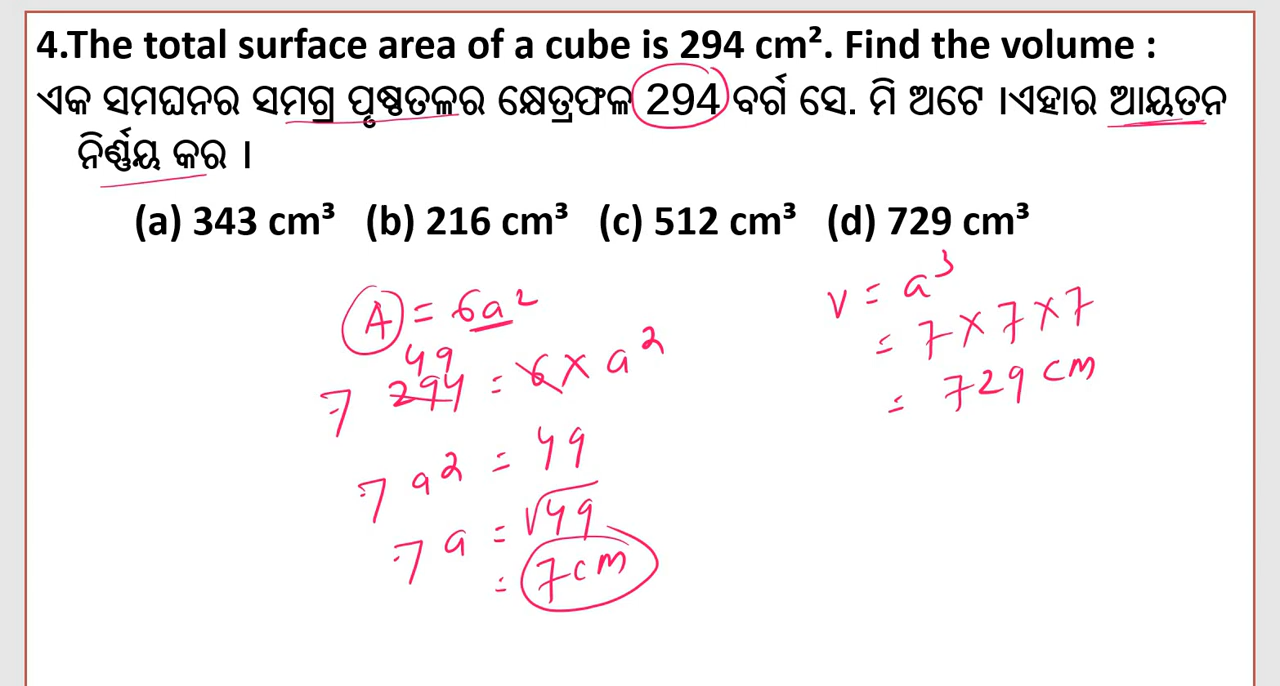 4.The total surface area of a cube is 294 cm². Find the volume :
ଏକ ସମଘନର ସମଗ୍ର ପୃଷ୍ଠତଳର କ୍ଷେତ୍ରଫଳ 294 ବର୍ଗ ସେ. ମି ଅଟେ ।ଏହାର ଆୟତନ
ନିର୍ଣ୍ଣୟ କର ।
(a) 343 cm³ (b) 216 cm³ (c) 512 cm³ (d) 729 cm³
A = 6a²
49
⇒ 294 = 6 × a²
⇒ a² = 49
⇒ a = √49
= 7cm
V = a³
= 7 × 7 × 7
= 729 cm